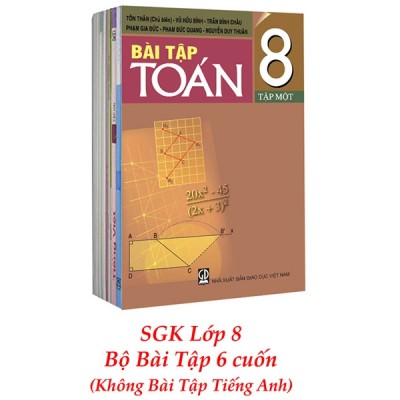 TÔN THÂN (Chủ biên) - VŨ HỮU BÌNH - TRẦN ĐÌNH CHÂU
PHẠM GIA ĐỨC - PHẠM ĐỨC QUANG - NGUYỄN DUY THUẬN
BÀI TẬP
TOÁN 8
TẬP MỘT
20x² - 45
(2x + 3)²
A B B' x
D C
GD NHÀ XUẤT BẢN GIÁO DỤC VIỆT NAM
SGK Lớp 8
Bộ Bài Tập 6 cuốn
(Không Bài Tập Tiếng Anh)